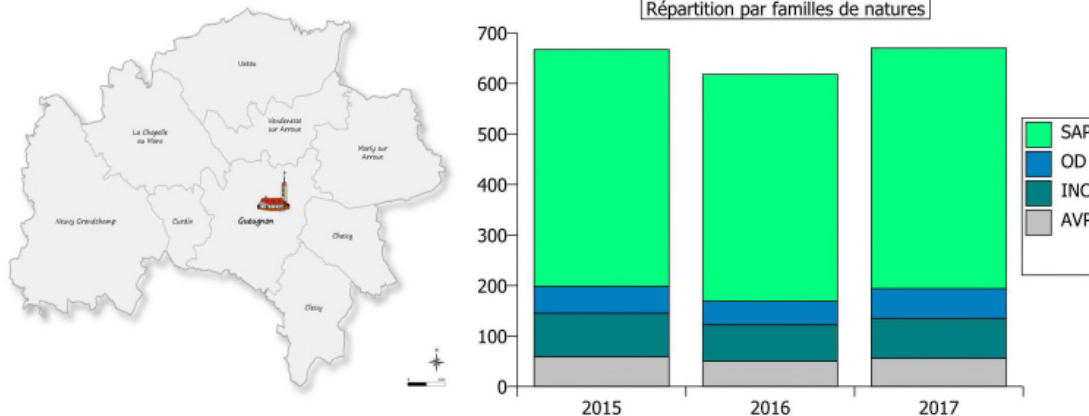 Uxeau
La Chapelle
au Mans
Vendenesse
sur Arroux
Marly sur
Arroux
Neuvy Grandchamp
Curdin
Gueugnon
Chassy
Clessy
Répartition par familles de natures
700
600
500
400
300
200
100
0
2015
2016
2017
SAP
OD
INC
AVP